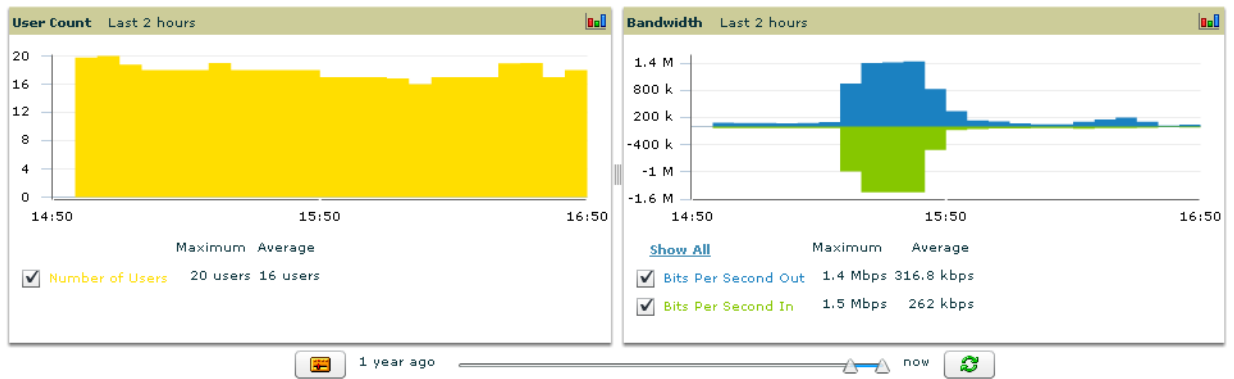 User Count Last 2 hours
20
16
12
8
4
0
14:50 15:50 16:50
Maximum Average
Number of Users 20 users 16 users
Bandwidth Last 2 hours
1.4 M
800 k
200 k
-400 k
-1 M
-1.6 M
14:50 15:50 16:50
Show All Maximum Average
Bits Per Second Out 1.4 Mbps 316.8 kbps
Bits Per Second In 1.5 Mbps 262 kbps
1 year ago now